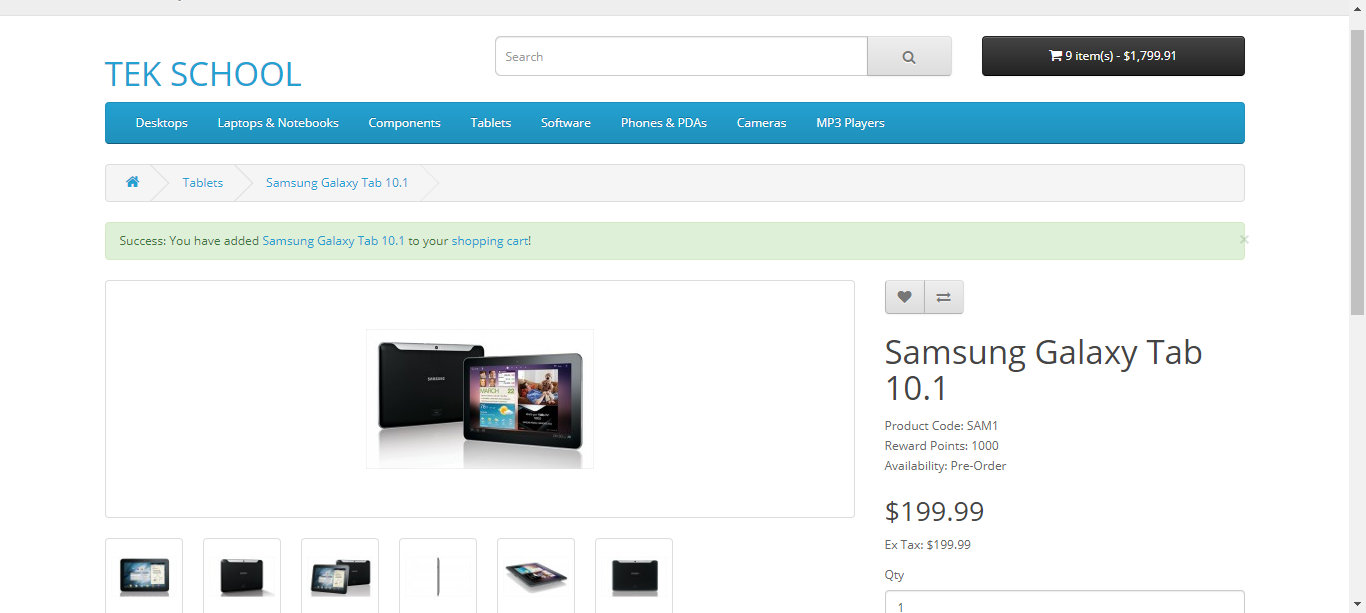 TEK SCHOOL
Search
9 item(s) - $1,799.91
Desktops
Laptops & Notebooks
Components
Tablets
Software
Phones & PDAs
Cameras
MP3 Players
Tablets
Samsung Galaxy Tab 10.1
Success: You have added Samsung Galaxy Tab 10.1 to your shopping cart!
×
SAMSUNG
MARCH 22
Samsung Galaxy Tab
10.1
Product Code: SAM1
Reward Points: 1000
Availability: Pre-Order
$199.99
Ex Tax: $199.99
Qty
1